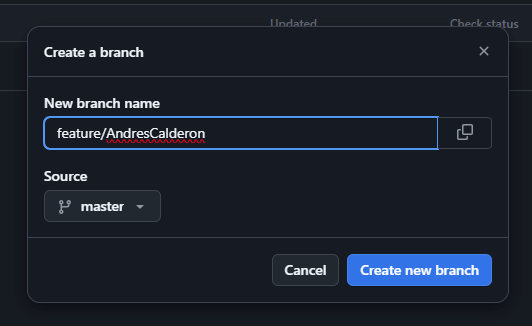 Updated Check status
Create a branch
New branch name
feature/AndresCalderon
Source
master
Cancel Create new branch